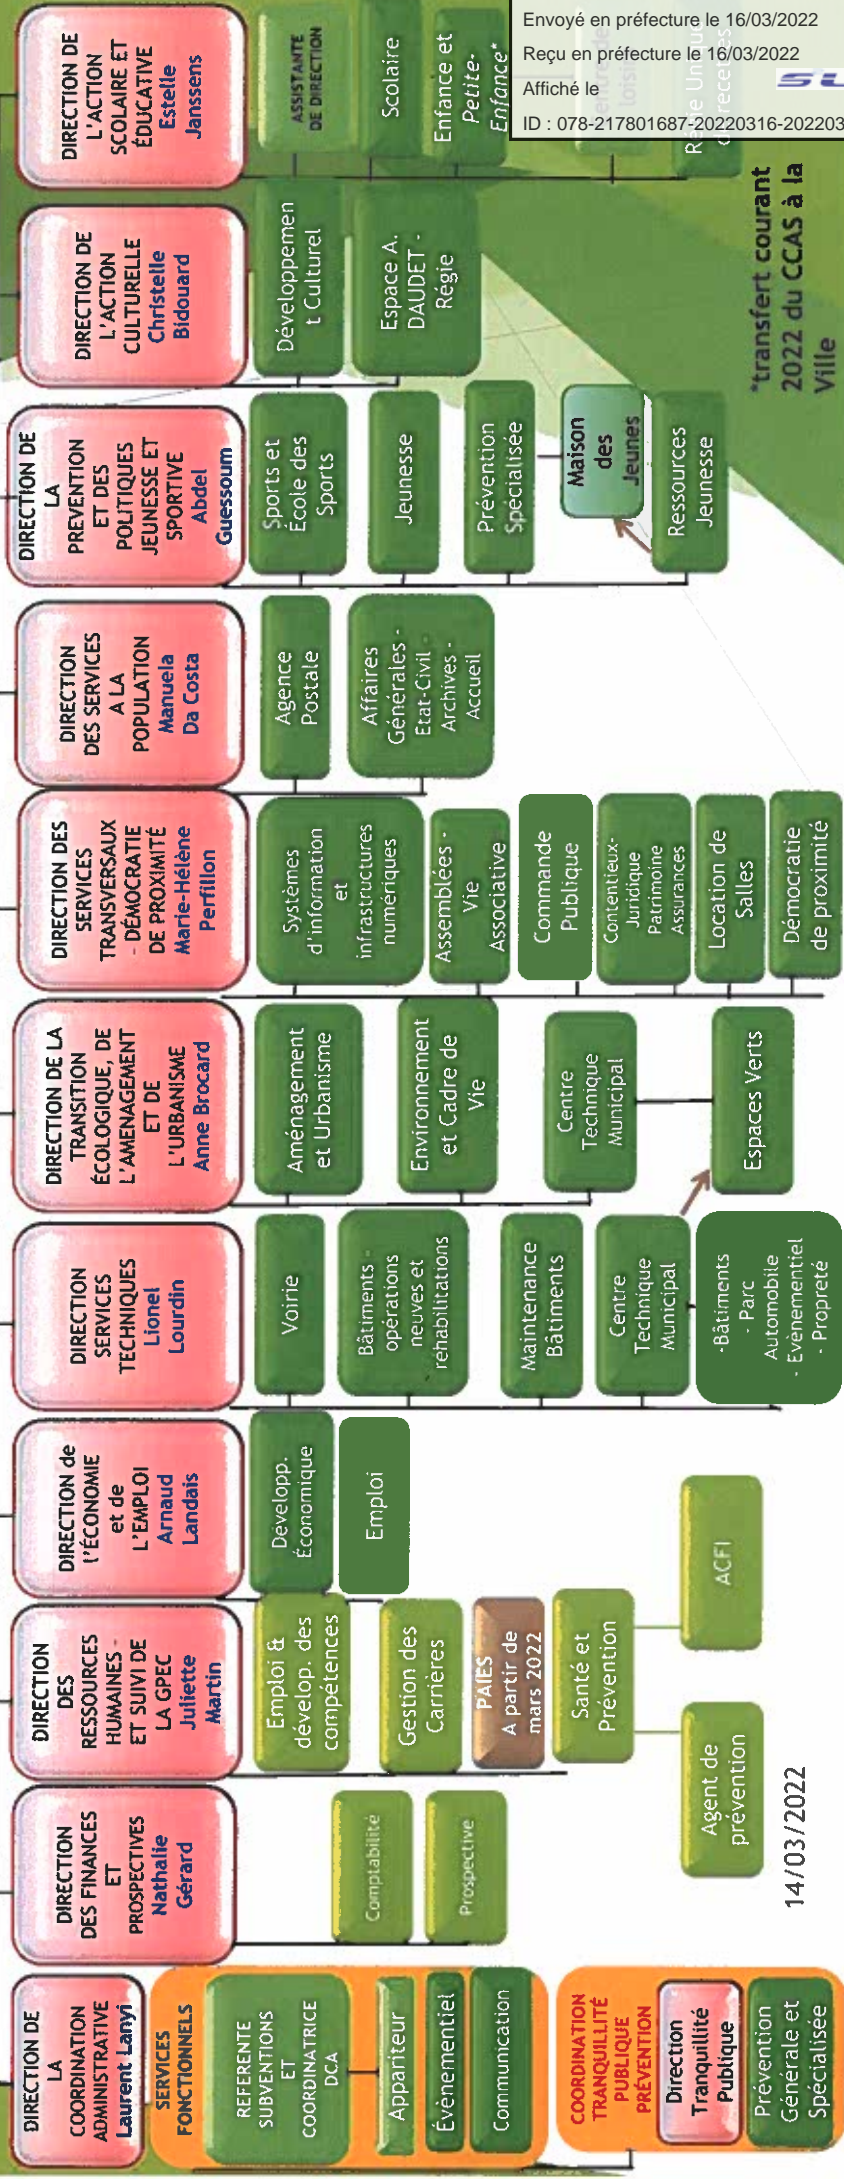 Envoyé en préfecture le 16/03/2022
Reçu en préfecture le 16/03/2022
Affiché le
ID : 078-217801687-20220316-202203
DIRECTION DE
LA
COORDINATION
ADMINISTRATIVE
Laurent Lanyi
SERVICES
FONCTIONNELS
REFERENTE
SUBVENTIONS
ET
COORDINATRICE
DCA
Appariteur
Évènementiel
Communication
COORDINATION
TRANQUILLITÉ
PUBLIQUE
PRÉVENTION
Direction
Tranquillité
Publique
Prévention
Générale et
Spécialisée
DIRECTION
DES FINANCES
ET
PROSPECTIVES
Nathalie
Gérard
Comptabilité
Prospective
DIRECTION
DES
RESSOURCES
HUMAINES -
ET SUIVI DE
LA GPEC
Juliette
Martin
Emploi &
dévelop. des
compétences
Gestion des
Carrières
PAIES
A partir de
mars 2022
Santé et
Prévention
Agent de
prévention
ACFI
14/03/2022
DIRECTION de
l'ÉCONOMIE
et de
L'EMPLOI
Arnaud
Landais
Développ.
Économique
Emploi
DIRECTION
SERVICES
TECHNIQUES
Lionel
Lourdin
Voirie
Bâtiments -
opérations
neuves et
réhabilitations
Maintenance
Bâtiments
Centre
Technique
Municipal
-Bâtiments
- Parc
Automobile
- Evènementiel
- Propreté
DIRECTION DE LA
TRANSITION
ÉCOLOGIQUE, DE
L'AMENAGEMENT
ET DE
L'URBANISME
Anne Brocard
Aménagement
et Urbanisme
Environnement
et Cadre de
Vie
Centre
Technique
Municipal
Espaces Verts
DIRECTION DES
SERVICES
TRANSVERSAUX
- DÉMOCRATIE
DE PROXIMITÉ
Marie-Hélène
Perfillon
Systèmes
d'information
et
infrastructures
numériques
Assemblées -
Vie
Associative
Commande
Publique
Contentieux-
Juridique
Patrimoine
Assurances
Location de
Salles
Démocratie
de proximité
DIRECTION
DES SERVICES
A LA
POPULATION
Manuela
Da Costa
Agence
Postale
Affaires
Générales -
Etat-Civil -
Archives -
Accueil
DIRECTION DE
LA
PREVENTION
ET DES
POLITIQUES
JEUNESSE ET
SPORTIVE
Abdel
Guessoum
Sports et
École des
Sports
Jeunesse
Prévention
Spécialisée
Maison
des
Jeunes
Ressources
Jeunesse
DIRECTION DE
L'ACTION
CULTURELLE
Christelle
Bidouard
Développemen
t Culturel
Espace A.
DAUDET -
Régie
DIRECTION DE
L'ACTION
SCOLAIRE ET
ÉDUCATIVE
Estelle
Janssens
ASSISTANTE
DE DIRECTION
Scolaire
Enfance et
Petite-
Enfance*
loisirs
Régie Unique
recettes
*transfert courant
2022 du CCAS à la
Ville